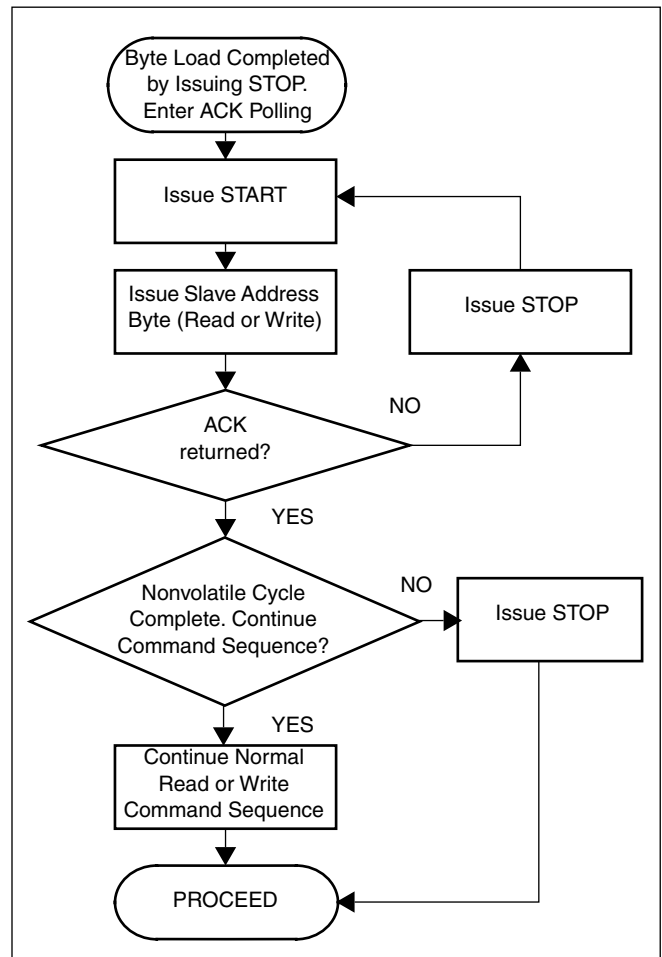 Byte Load Completed
by Issuing STOP.
Enter ACK Polling
Issue START
Issue Slave Address
Byte (Read or Write)
Issue STOP
ACK
returned?
NO
YES
Nonvolatile Cycle
Complete. Continue
Command Sequence?
NO
Issue STOP
YES
Continue Normal
Read or Write
Command Sequence
PROCEED